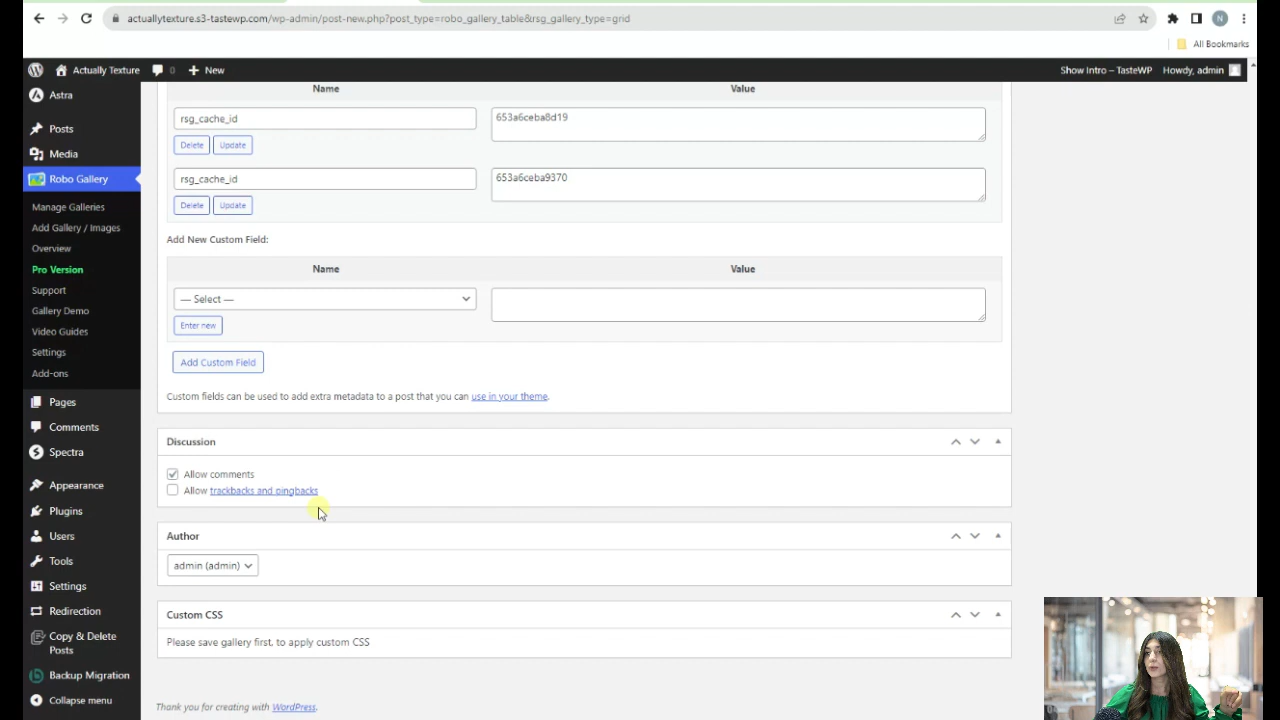 actuallytexture.s3-tastewp.com/wp-admin/post-new.php?post_type=robo_gallery_table&rsg_gallery_type=grid
N
All Bookmarks
Actually Texture
0
New
Show Intro – TasteWP
Howdy, admin
Astra
Posts
Media
Robo Gallery
Manage Galleries
Add Gallery / Images
Overview
Pro Version
Support
Gallery Demo
Video Guides
Settings
Add-ons
Pages
Comments
Spectra
Appearance
Plugins
Users
Tools
Settings
Redirection
Copy & Delete
Posts
Backup Migration
Collapse menu
Name Value
rsg_cache_id 653a6ceba8d19
Delete Update
rsg_cache_id 653a6ceba9370
Delete Update
Add New Custom Field:
Name Value
— Select —
Enter new
Add Custom Field
Custom fields can be used to add extra metadata to a post that you can use in your theme.
Discussion
Allow comments
Allow trackbacks and pingbacks
Author
admin (admin)
Custom CSS
Please save gallery first, to apply custom CSS
Thank you for creating with WordPress.